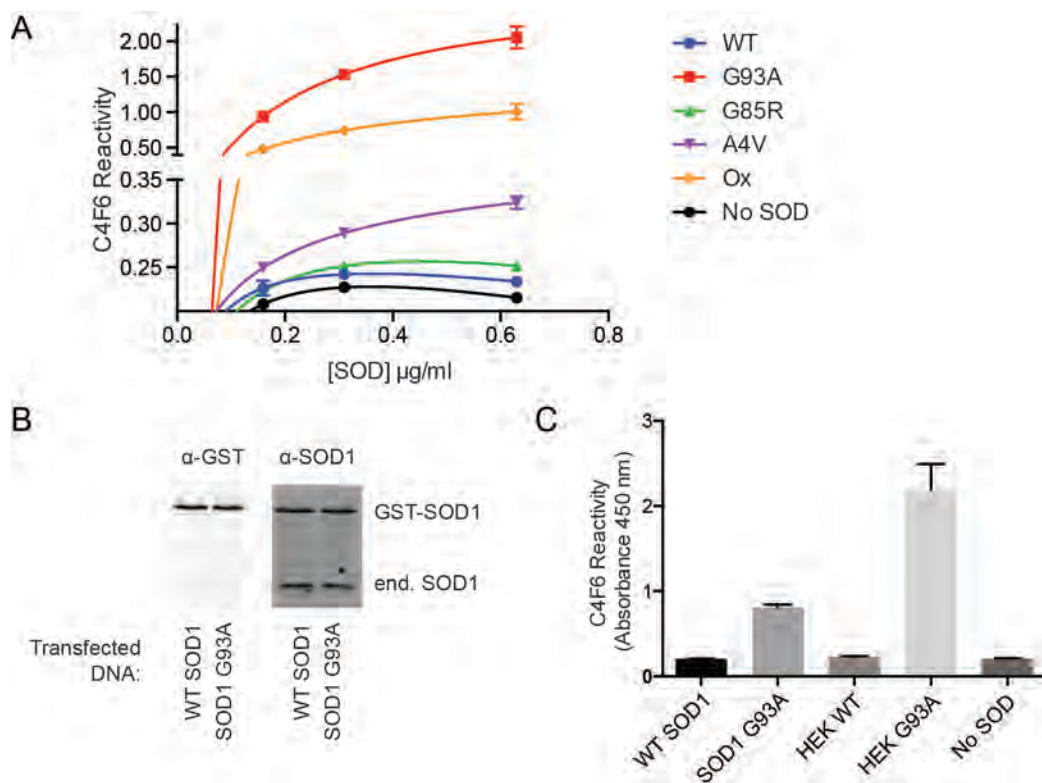 A
C4F6 Reactivity
2.00
1.50
1.00
0.50
0.35
0.30
0.25
0.0
0.2
0.4
0.6
0.8
[SOD] µg/ml
WT
G93A
G85R
A4V
Ox
No SOD
B
α-GST
α-SOD1
GST-SOD1
end. SOD1
Transfected
DNA:
WT SOD1
SOD1 G93A
WT SOD1
SOD1 G93A
C
C4F6 Reactivity
(Absorbance 450 nm)
3
2
1
0
WT SOD1
SOD1 G93A
HEK WT
HEK G93A
No SOD